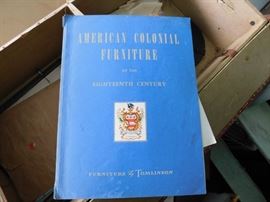 AMERICAN COLONIAL
FURNITURE
OF THE
EIGHTEENTH CENTURY
FURNITURE by TOMLINSON